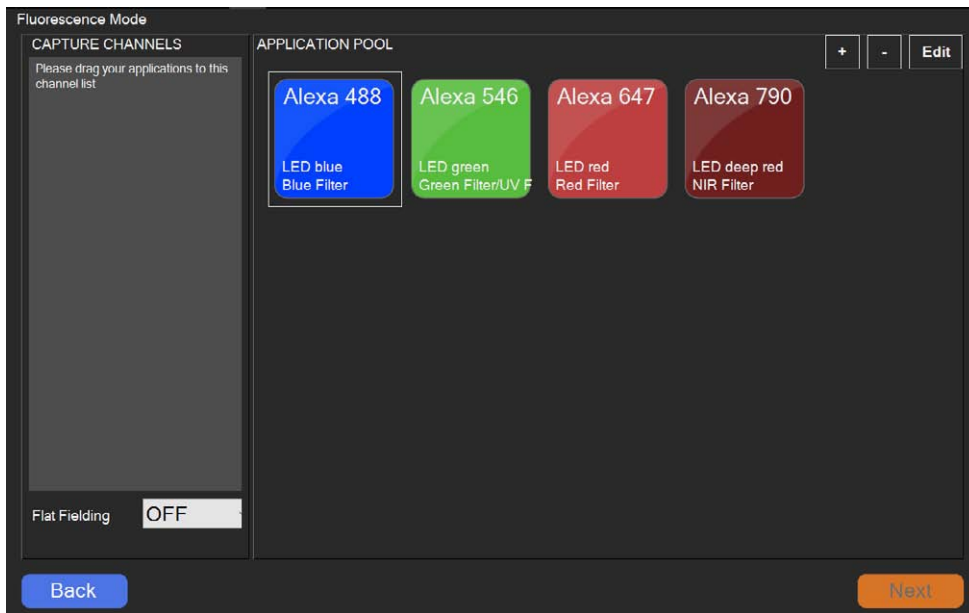 Fluorescence Mode
CAPTURE CHANNELS
Please drag your applications to this
channel list
Flat Fielding
OFF
APPLICATION POOL
+
-
Edit
Alexa 488
LED blue
Blue Filter
Alexa 546
LED green
Green Filter/UV F
Alexa 647
LED red
Red Filter
Alexa 790
LED deep red
NIR Filter
Back
Next